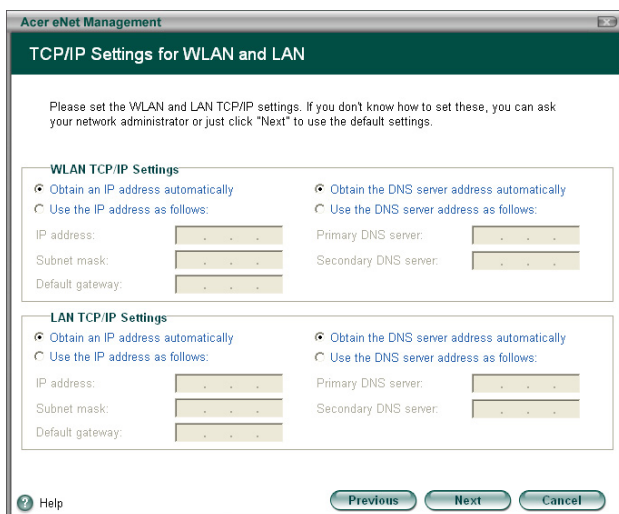 Acer eNet Management
TCP/IP Settings for WLAN and LAN
Please set the WLAN and LAN TCP/IP settings. If you don't know how to set these, you can ask
your network administrator or just click "Next" to use the default settings.
WLAN TCP/IP Settings
Obtain an IP address automatically
Obtain the DNS server address automatically
Use the IP address as follows:
Use the DNS server address as follows:
IP address:
Primary DNS server:
Subnet mask:
Secondary DNS server:
Default gateway:
LAN TCP/IP Settings
Obtain an IP address automatically
Obtain the DNS server address automatically
Use the IP address as follows:
Use the DNS server address as follows:
IP address:
Primary DNS server:
Subnet mask:
Secondary DNS server:
Default gateway:
? Help
Previous
Next
Cancel